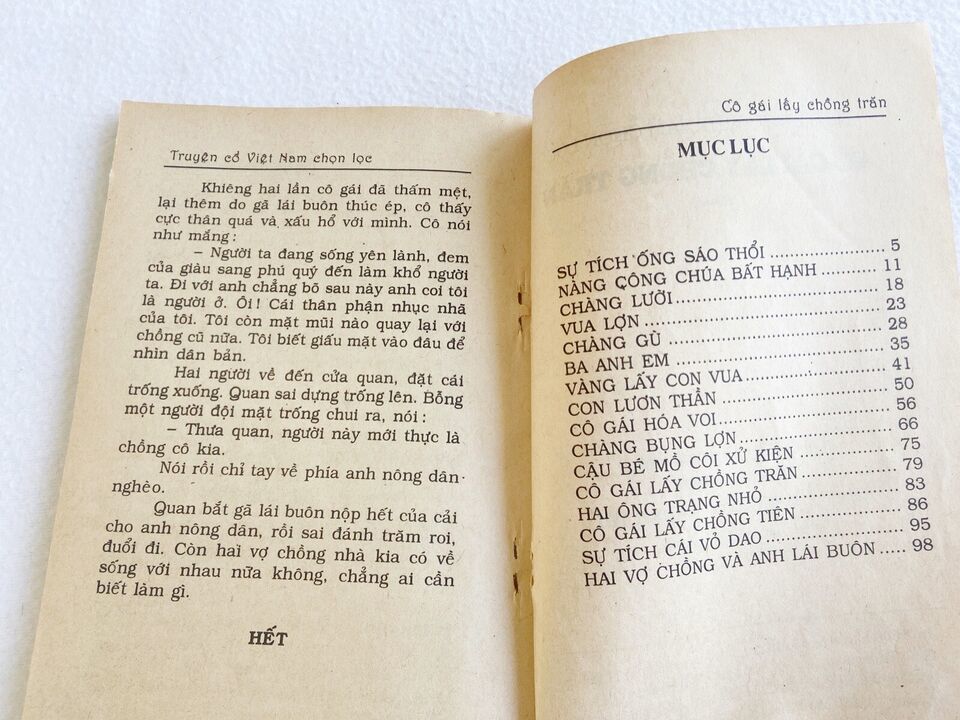 Truyện cổ Việt Nam chọn lọc
Khiêng hai lần cô gái đã thấm mệt,
lại thêm do gã lái buôn thúc ép, cô thấy
cực thân quá và xấu hổ với mình. Cô nói
như mắng :
– Người ta đang sống yên lành, đem
của giàu sang phú quý đến làm khổ người
ta. Đi với anh chẳng bõ sau này anh coi tôi
là người ở. Ôi! Cái thân phận nhục nhã
của tôi. Tôi còn mặt mũi nào quay lại với
chồng cũ nữa. Tôi biết giấu mặt vào đâu để
nhìn dân bản.
Hai người về đến cửa quan, đặt cái
trống xuống. Quan sai dựng trống lên. Bỗng
một người đội mặt trống chui ra, nói :
– Thưa quan, người này mới thực là
chồng cô kia.
Nói rồi chỉ tay về phía anh nông dân
nghèo.
Quan bắt gã lái buôn nộp hết của cải
cho anh nông dân, rồi sai đánh trăm roi,
đuổi đi. Còn hai vợ chồng nhà kia có về
sống với nhau nữa không, chẳng ai cần
biết làm gì.
HẾT
Cô gái lấy chồng trăn
MỤC LỤC
SỰ TÍCH ỐNG SÁO THỔI ................ 5
NÀNG CÔNG CHÚA BẤT HẠNH ............ 11
CHÀNG LƯỜI ............................. 18
VUA LỢN ................................. 23
CHÀNG GÙ ............................... 28
BA ANH EM .............................. 35
VÀNG LẤY CON VUA ..................... 41
CON LƯƠN THẦN ........................ 50
CÔ GÁI HÓA VOI ........................ 56
CHÀNG BỤNG LỢN ...................... 66
CẬU BÉ MỒ CÔI XỬ KIỆN ............... 75
CÔ GÁI LẤY CHỒNG TRĂN .............. 79
HAI ÔNG TRẠNG NHỎ ................... 83
CÔ GÁI LẤY CHỒNG TIÊN .............. 86
SỰ TÍCH CÁI VỎ DAO ................... 95
HAI VỢ CHỒNG VÀ ANH LÁI BUÔN ..... 98